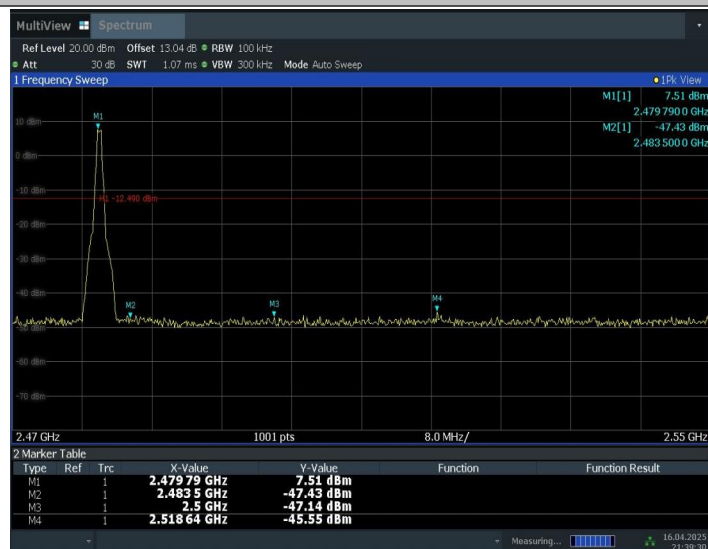 MultiView Spectrum
Ref Level 20.00 dBm Offset 13.04 dB RBW 100 kHz
Att 30 dB SWT 1.07 ms VBW 300 kHz Mode Auto Sweep
1 Frequency Sweep 1Pk View
M1[1] 7.51 dBm
2.479 790 0 GHz
M2[1] -47.43 dBm
2.483 500 0 GHz
M1
10 dBm
0 dBm
-10 dBm
H1 -12.490 dBm
-20 dBm
-30 dBm
-40 dBm
M2 M3 M4
-50 dBm
-60 dBm
-70 dBm
2.47 GHz 1001 pts 8.0 MHz/ 2.55 GHz
2 Marker Table
Type Ref Trc X-Value Y-Value Function Function Result
M1 1 2.479 79 GHz 7.51 dBm
M2 1 2.483 5 GHz -47.43 dBm
M3 1 2.5 GHz -47.14 dBm
M4 1 2.518 64 GHz -45.55 dBm
Measuring... 16.04.2025
21:39:30